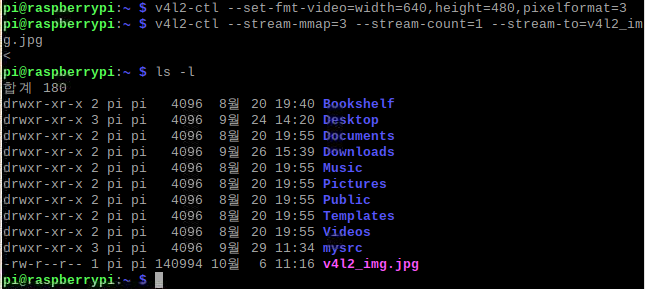 pi@raspberrypi:~ $ v4l2-ctl --set-fmt-video=width=640,height=480,pixelformat=3
pi@raspberrypi:~ $ v4l2-ctl --stream-mmap=3 --stream-count=1 --stream-to=v4l2_im
g.jpg
<
pi@raspberrypi:~ $ ls -l
합계 180
drwxr-xr-x 2 pi pi   4096  8월 20 19:40 Bookshelf
drwxr-xr-x 3 pi pi   4096  9월 24 14:20 Desktop
drwxr-xr-x 2 pi pi   4096  8월 20 19:55 Documents
drwxr-xr-x 2 pi pi   4096  9월 26 15:39 Downloads
drwxr-xr-x 2 pi pi   4096  8월 20 19:55 Music
drwxr-xr-x 2 pi pi   4096  8월 20 19:55 Pictures
drwxr-xr-x 2 pi pi   4096  8월 20 19:55 Public
drwxr-xr-x 2 pi pi   4096  8월 20 19:55 Templates
drwxr-xr-x 2 pi pi   4096  8월 20 19:55 Videos
drwxr-xr-x 3 pi pi   4096  9월 29 11:34 mysrc
-rw-r--r-- 1 pi pi 140994 10월  6 11:16 v4l2_img.jpg
pi@raspberrypi:~ $